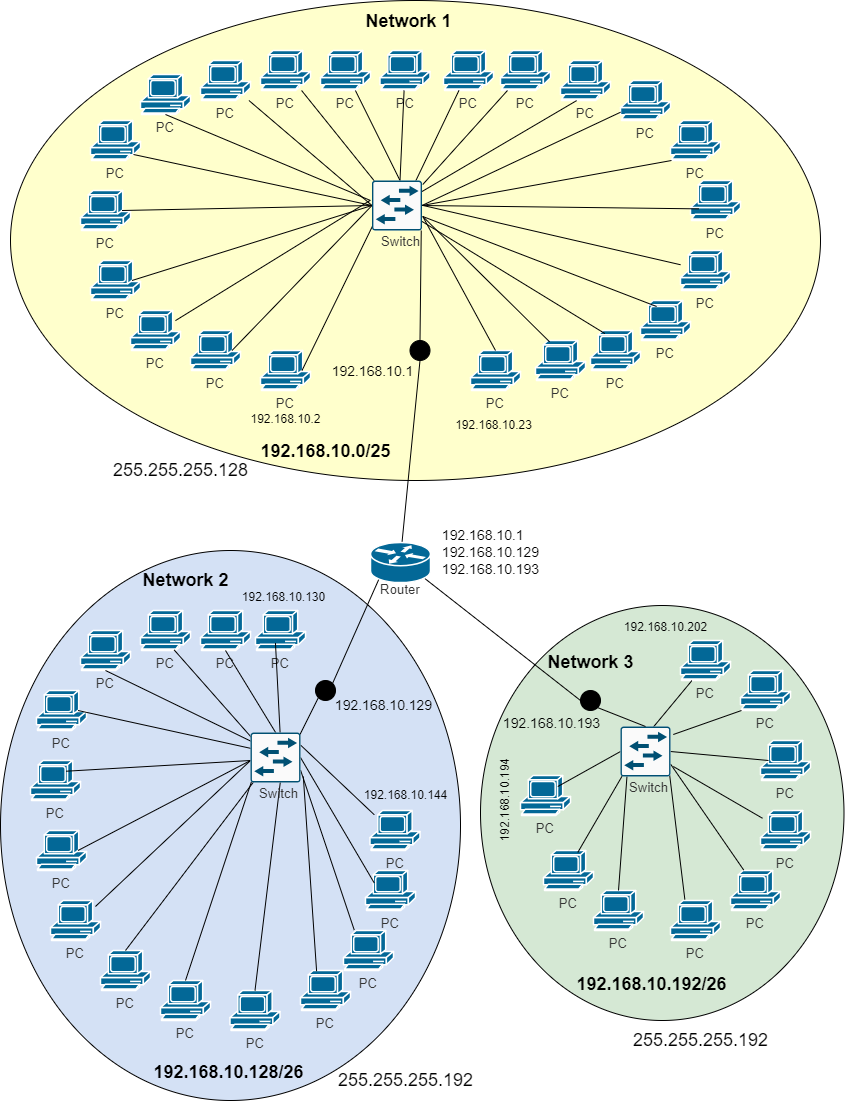 Network 1
PC
PC
PC
PC
PC
PC
PC
PC
PC
PC
PC
PC
PC
Switch
PC
PC
PC
PC
PC
PC
192.168.10.1
PC
PC
PC
192.168.10.2
192.168.10.23
192.168.10.0/25
255.255.255.128
192.168.10.1
192.168.10.129
192.168.10.193
Router
Network 2
192.168.10.130
PC
PC
PC
PC
192.168.10.129
PC
Switch
192.168.10.144
PC
PC
PC
PC
PC
PC
PC
PC
PC
PC
192.168.10.128/26
255.255.255.192
192.168.10.202
Network 3
PC
192.168.10.193
PC
Switch
192.168.10.194
PC
PC
PC
PC
PC
PC
PC
192.168.10.192/26
255.255.255.192